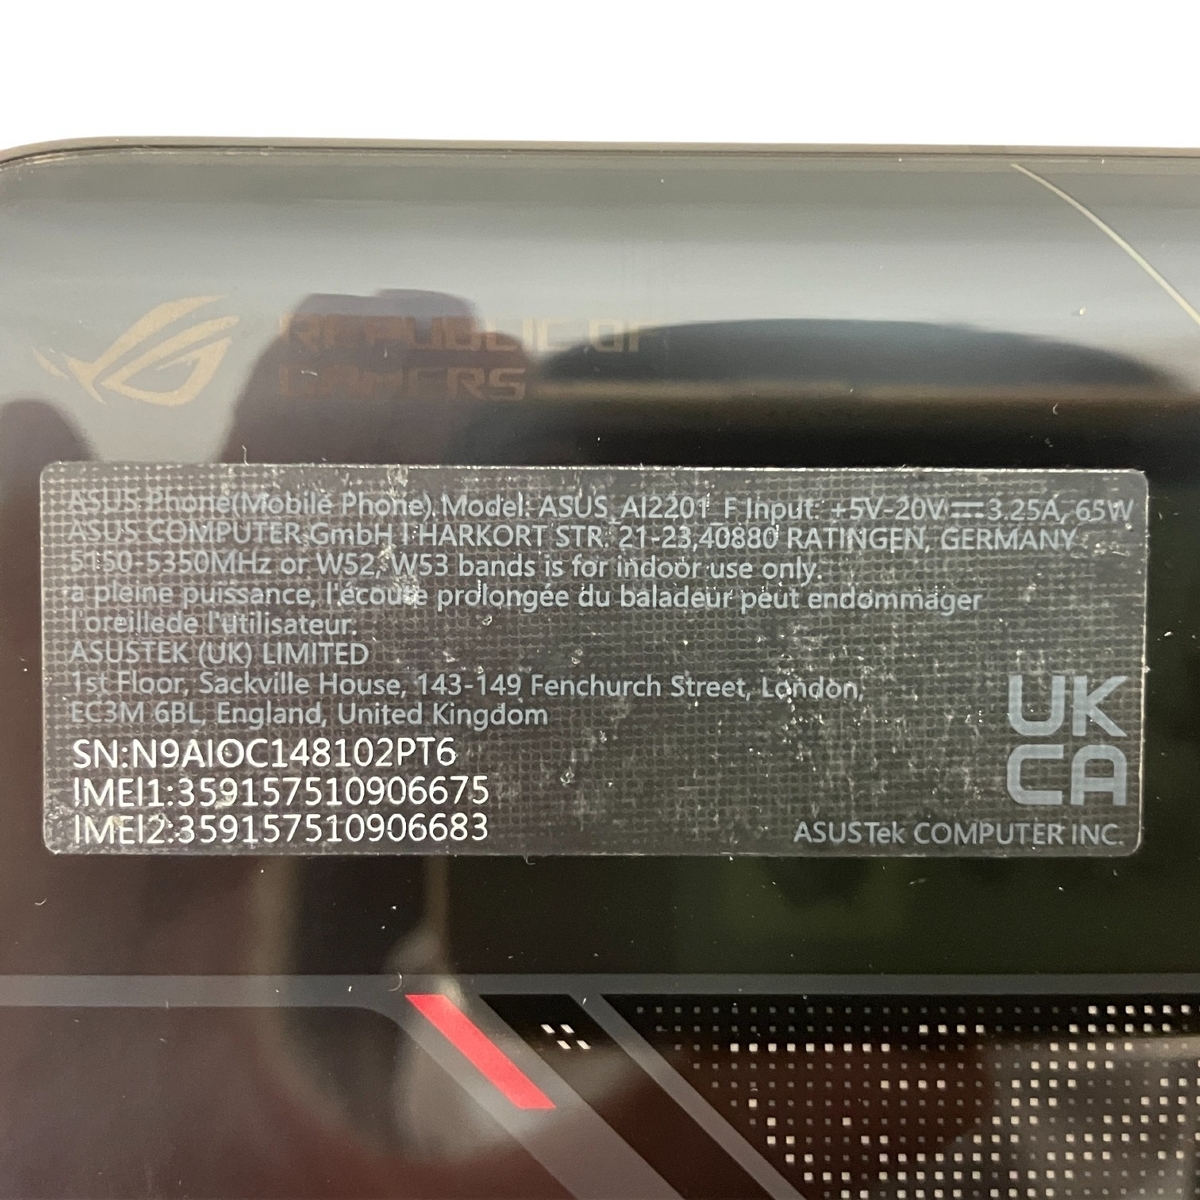 REPUBLIC OF
GAMERS
ASUS Phone(Mobile Phone) Model: ASUS_AI2201_F Input: +5V-20V⎓3.25A, 65W
ASUS COMPUTER GmbH | HARKORT STR. 21-23,40880 RATINGEN, GERMANY
5150-5350MHz or W52, W53 bands is for indoor use only.
a pleine puissance, l'écoute prolongée du baladeur peut endommager
l'oreillede l'utilisateur.
ASUSTEK (UK) LIMITED
1st Floor, Sackville House, 143-149 Fenchurch Street, London,
EC3M 6BL, England, United Kingdom
SN:N9AIOC148102PT6
IMEI1:359157510906675
IMEI2:359157510906683
UK
CA
ASUSTek COMPUTER INC.